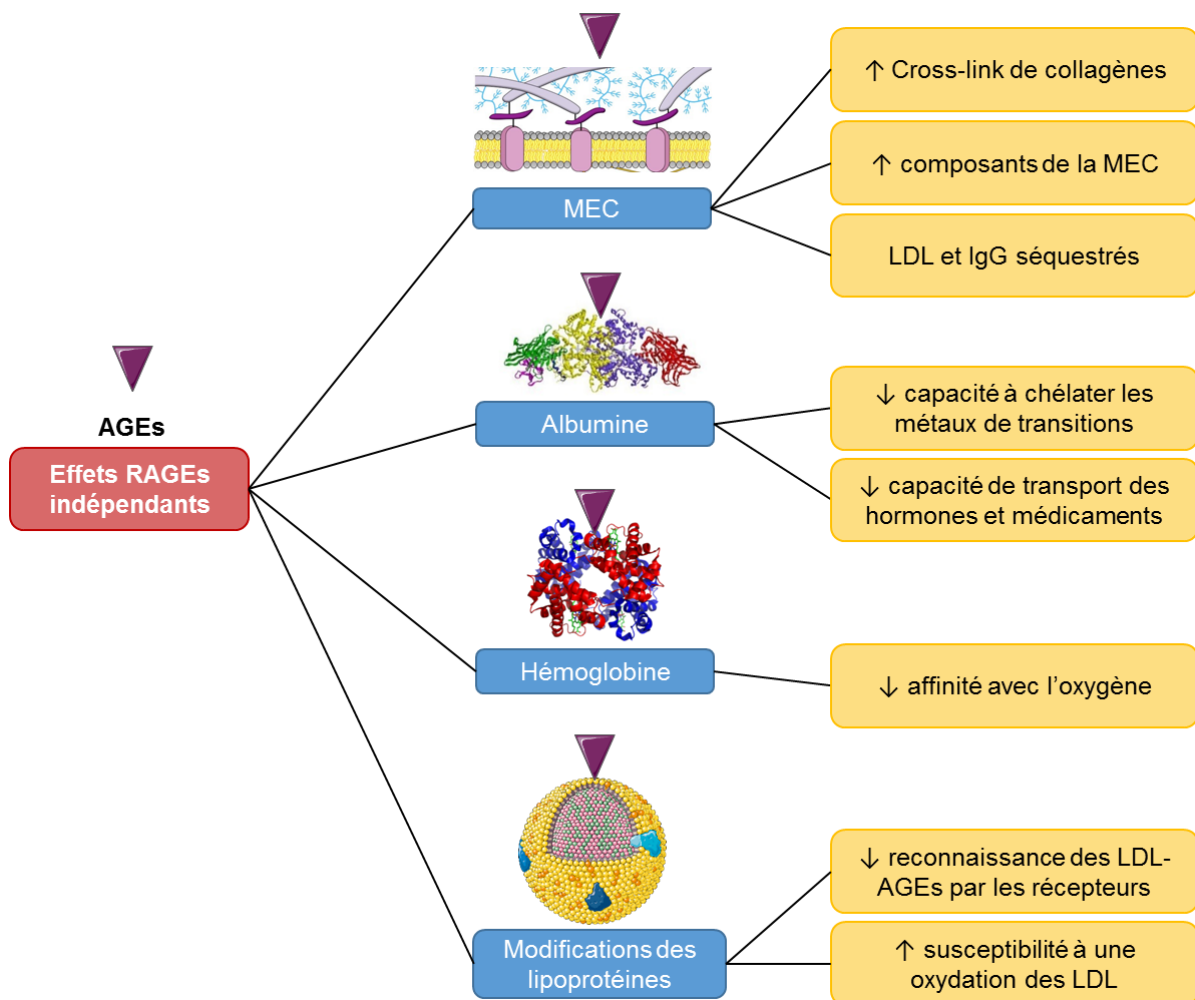 AGEs
Effets RAGEs
indépendants
MEC
↑ Cross-link de collagènes
↑ composants de la MEC
LDL et IgG séquestrés
Albumine
↓ capacité à chélater les
métaux de transitions
↓ capacité de transport des
hormones et médicaments
Hémoglobine
↓ affinité avec l’oxygène
Modifications des
lipoprotéines
↓ reconnaissance des LDL-
AGEs par les récepteurs
↑ susceptibilité à une
oxydation des LDL